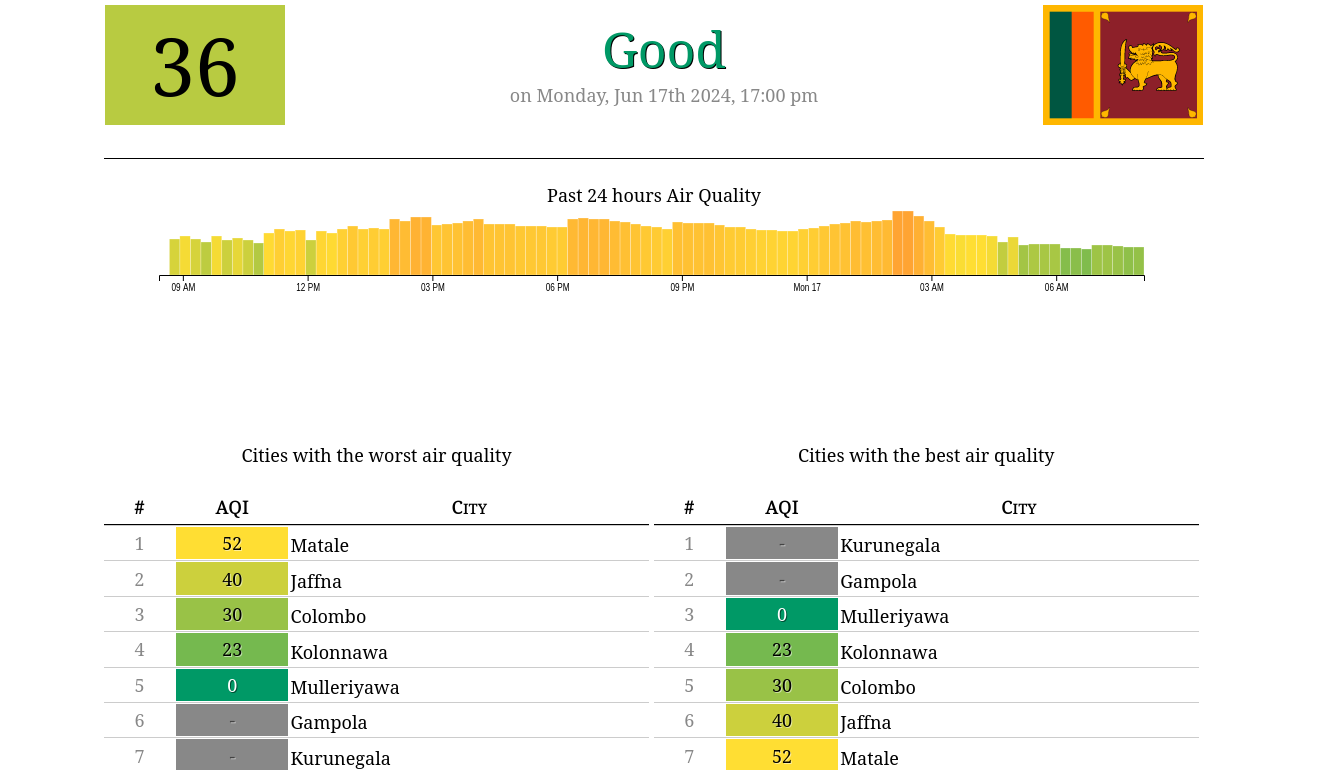 36
Good
on Monday, Jun 17th 2024, 17:00 pm
Past 24 hours Air Quality
09 AM 12 PM 03 PM 06 PM 09 PM Mon 17 03 AM 06 AM
Cities with the worst air quality
# AQI City
1 52 Matale
2 40 Jaffna
3 30 Colombo
4 23 Kolonnawa
5 0 Mulleriyawa
6 - Gampola
7 - Kurunegala
Cities with the best air quality
# AQI City
1 - Kurunegala
2 - Gampola
3 0 Mulleriyawa
4 23 Kolonnawa
5 30 Colombo
6 40 Jaffna
7 52 Matale